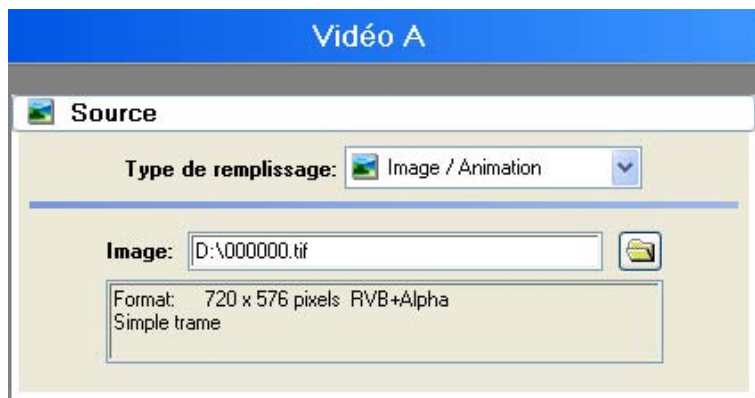 Vidéo A
Source
Type de remplissage: Image / Animation
Image: D:\000000.tif
Format: 720 x 576 pixels RVB+Alpha
Simple trame